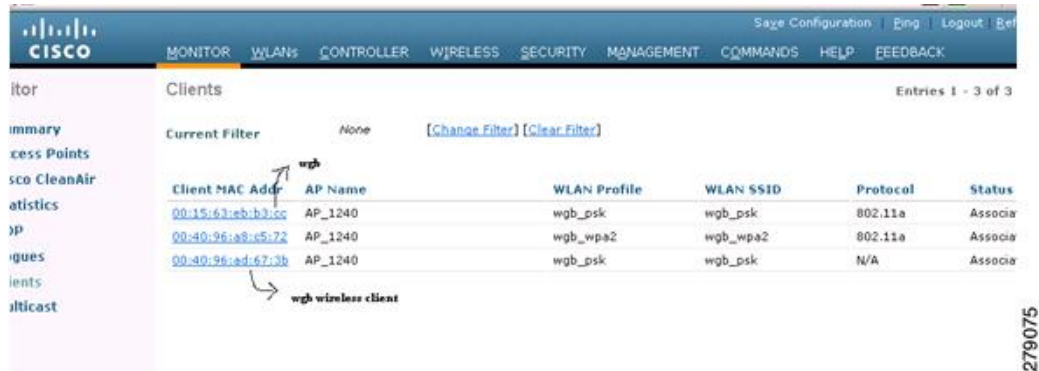 Save Configuration | Ping | Logout | Ref
CISCO
MONITOR WLANs CONTROLLER WIRELESS SECURITY MANAGEMENT COMMANDS HELP FEEDBACK
itor
Clients
Entries 1 - 3 of 3
mmary
Current Filter None [Change Filter] [Clear Filter]
cess Points
wgb
sco CleanAir
Client MAC Addr AP Name WLAN Profile WLAN SSID Protocol Status
atistics
00:15:63:eb:b3:cc AP_1240 wgb_psk wgb_psk 802.11a Associa
DP
00:40:96:a8:c5:72 AP_1240 wgb_wpa2 wgb_wpa2 802.11a Associa
gues
00:40:96:ad:67:3b AP_1240 wgb_psk wgb_psk N/A Associa
ients
wgb wireless client
ulticast
279075